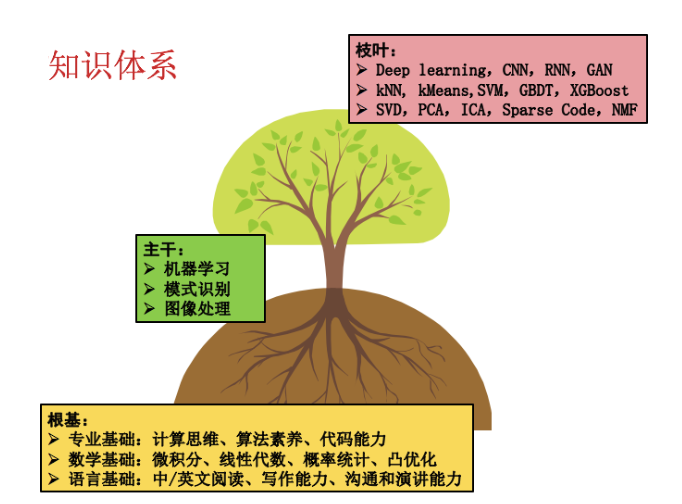 知识体系
枝叶：
➢ Deep learning, CNN, RNN, GAN
➢ kNN, kMeans,SVM, GBDT, XGBoost
➢ SVD, PCA, ICA, Sparse Code, NMF
主干：
➢ 机器学习
➢ 模式识别
➢ 图像处理
根基：
➢ 专业基础：计算思维、算法素养、代码能力
➢ 数学基础：微积分、线性代数、概率统计、凸优化
➢ 语言基础：中/英文阅读、写作能力、沟通和演讲能力